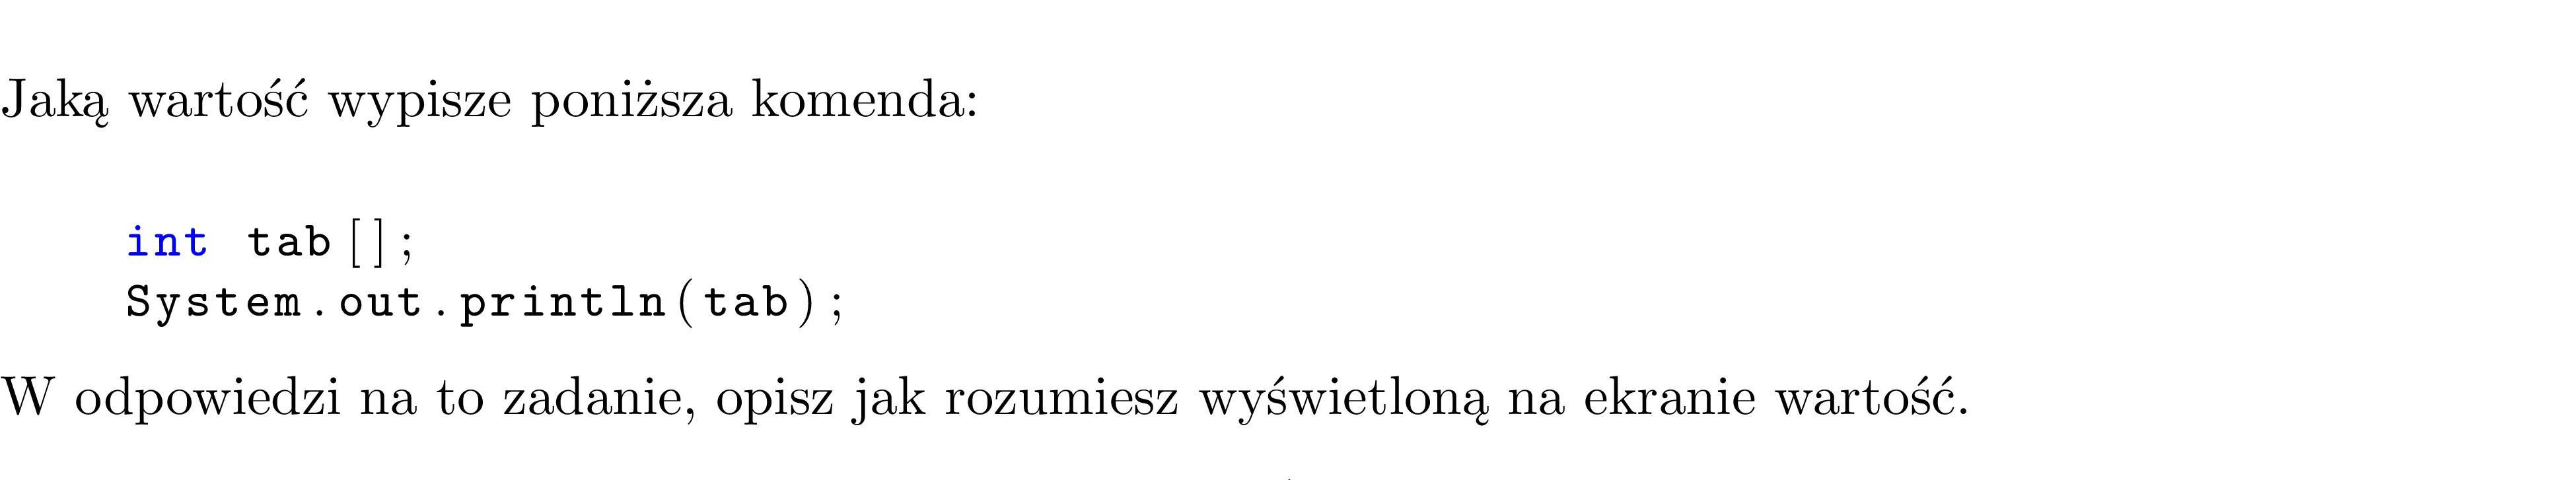 Jaką wartość wypisze poniższa komenda:
int tab[];
System.out.println(tab);
W odpowiedzi na to zadanie, opisz jak rozumiesz wyświetloną na ekranie wartość.